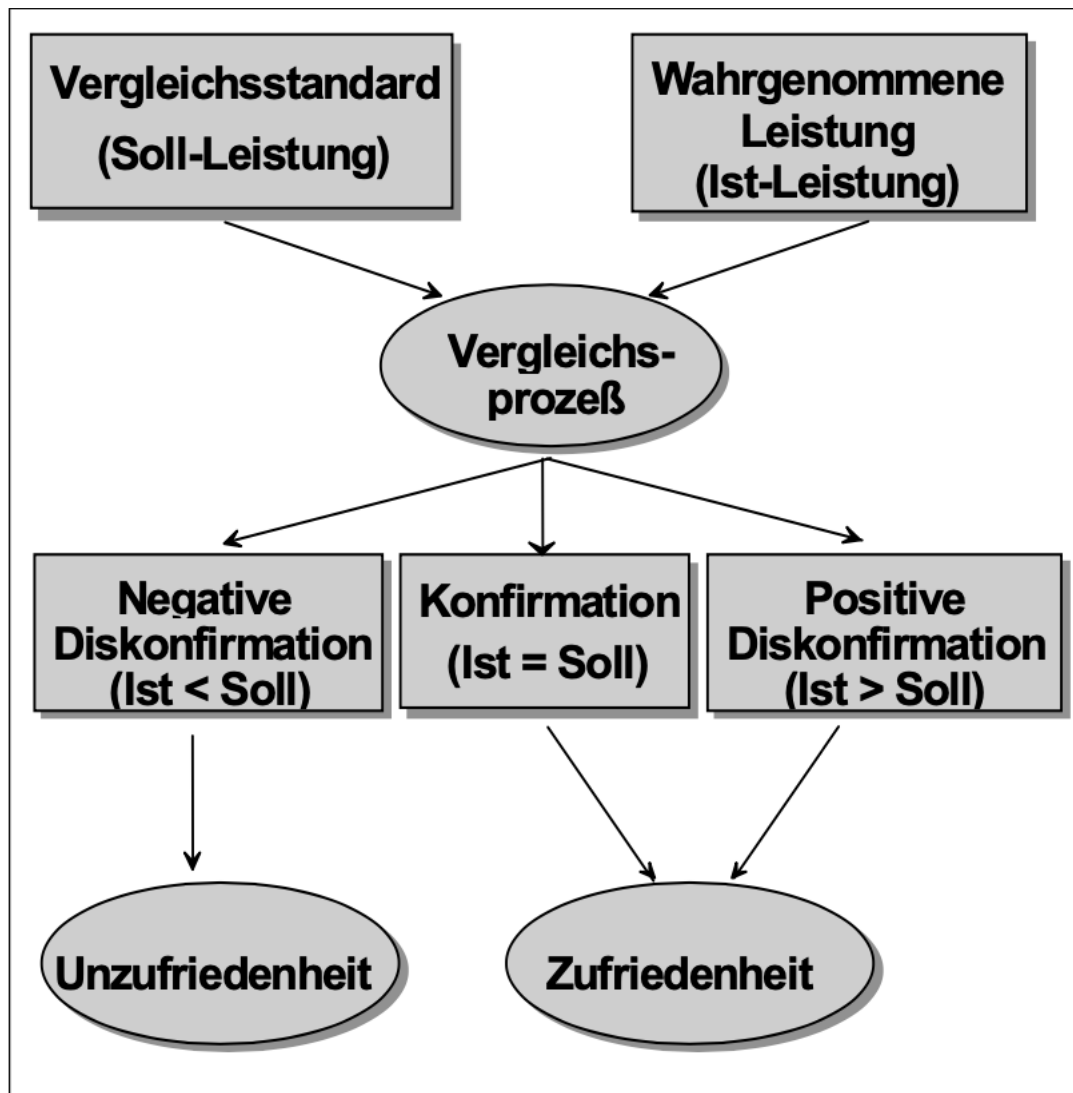 Vergleichsstandard
(Soll-Leistung)
Wahrgenommene
Leistung
(Ist-Leistung)
Vergleichs-
prozeß
Negative
Diskonfirmation
(Ist < Soll)
Konfirmation
(Ist = Soll)
Positive
Diskonfirmation
(Ist > Soll)
Unzufriedenheit
Zufriedenheit